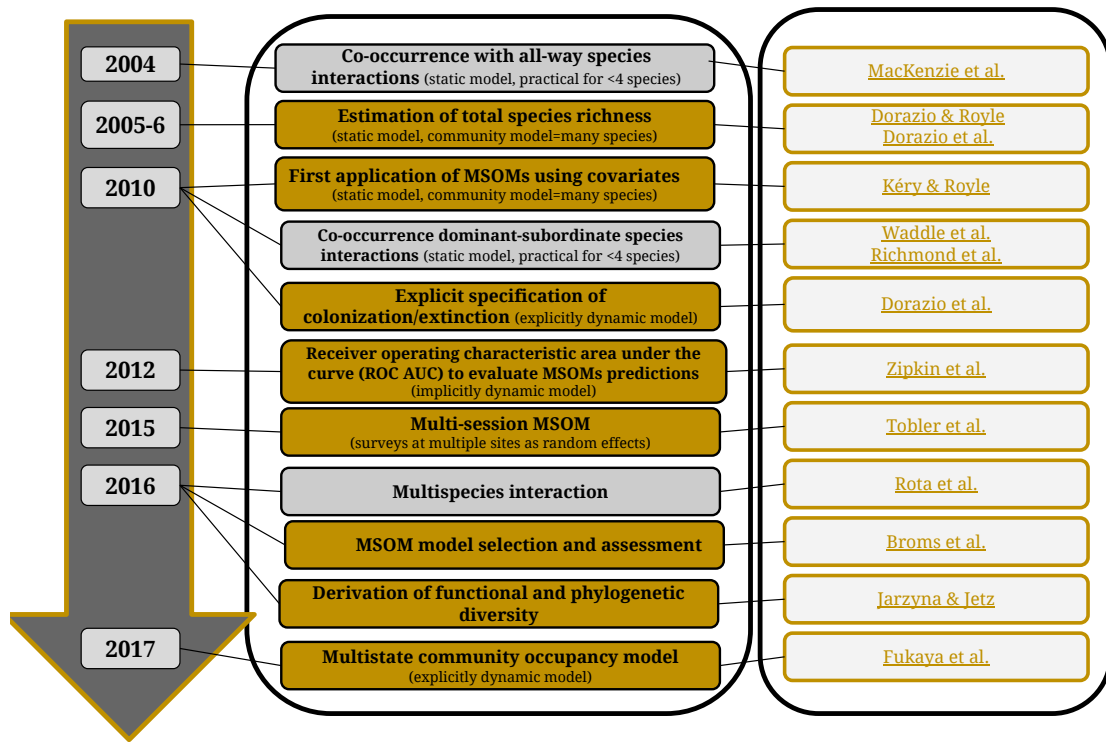 2004
Co-occurrence with all-way species
interactions (static model, practical for <4 species)
MacKenzie et al.
2005-6
Estimation of total species richness
(static model, community model=many species)
Dorazio & Royle
Dorazio et al.
2010
First application of MSOMs using covariates
(static model, community model=many species)
Kéry & Royle
Co-occurrence dominant-subordinate species
interactions (static model, practical for <4 species)
Waddle et al.
Richmond et al.
Explicit specification of
colonization/extinction (explicitly dynamic model)
Dorazio et al.
2012
Receiver operating characteristic area under the
curve (ROC AUC) to evaluate MSOMs predictions
(implicitly dynamic model)
Zipkin et al.
2015
Multi-session MSOM
(surveys at multiple sites as random effects)
Tobler et al.
2016
Multispecies interaction
Rota et al.
MSOM model selection and assessment
Broms et al.
Derivation of functional and phylogenetic
diversity
Jarzyna & Jetz
2017
Multistate community occupancy model
(explicitly dynamic model)
Fukaya et al.